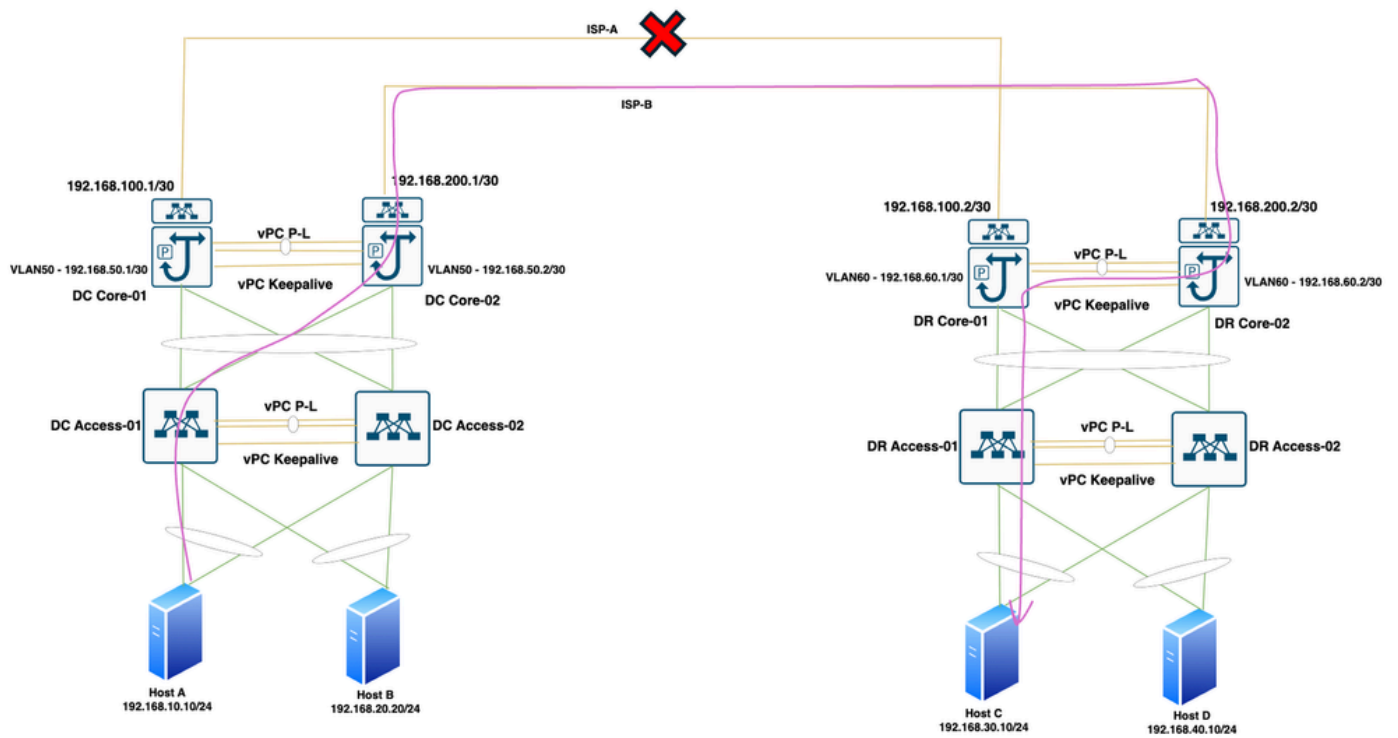 ISP-A
ISP-B
192.168.100.1/30
192.168.200.1/30
192.168.100.2/30
192.168.200.2/30
vPC P-L
P
P
VLAN50 - 192.168.50.1/30
VLAN50 - 192.168.50.2/30
vPC Keepalive
DC Core-01
DC Core-02
vPC P-L
P
P
VLAN60 - 192.168.60.1/30
VLAN60 - 192.168.60.2/30
vPC Keepalive
DR Core-01
DR Core-02
vPC P-L
DC Access-01
DC Access-02
vPC Keepalive
vPC P-L
DR Access-01
DR Access-02
vPC Keepalive
Host A
192.168.10.10/24
Host B
192.168.20.20/24
Host C
192.168.30.10/24
Host D
192.168.40.10/24